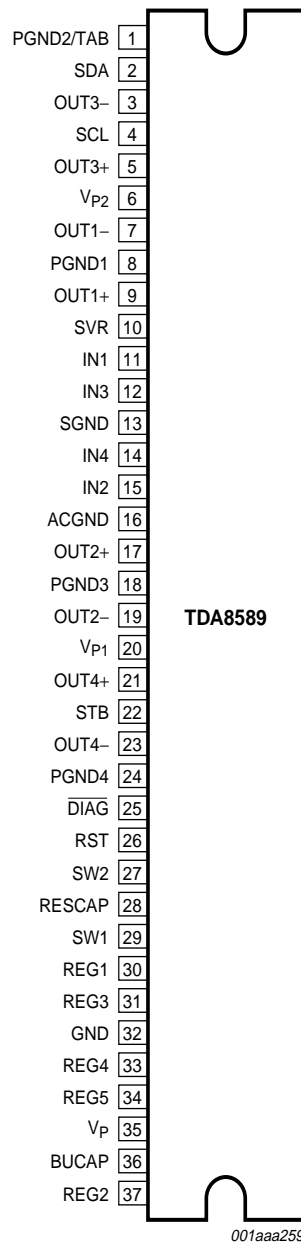 PGND2/TAB 1
SDA 2
OUT3− 3
SCL 4
OUT3+ 5
VP2 6
OUT1− 7
PGND1 8
OUT1+ 9
SVR 10
IN1 11
IN3 12
SGND 13
IN4 14
IN2 15
ACGND 16
OUT2+ 17
PGND3 18
OUT2− 19 TDA8589
VP1 20
OUT4+ 21
STB 22
OUT4− 23
PGND4 24
DIAG 25
RST 26
SW2 27
RESCAP 28
SW1 29
REG1 30
REG3 31
GND 32
REG4 33
REG5 34
VP 35
BUCAP 36
REG2 37
001aaa259